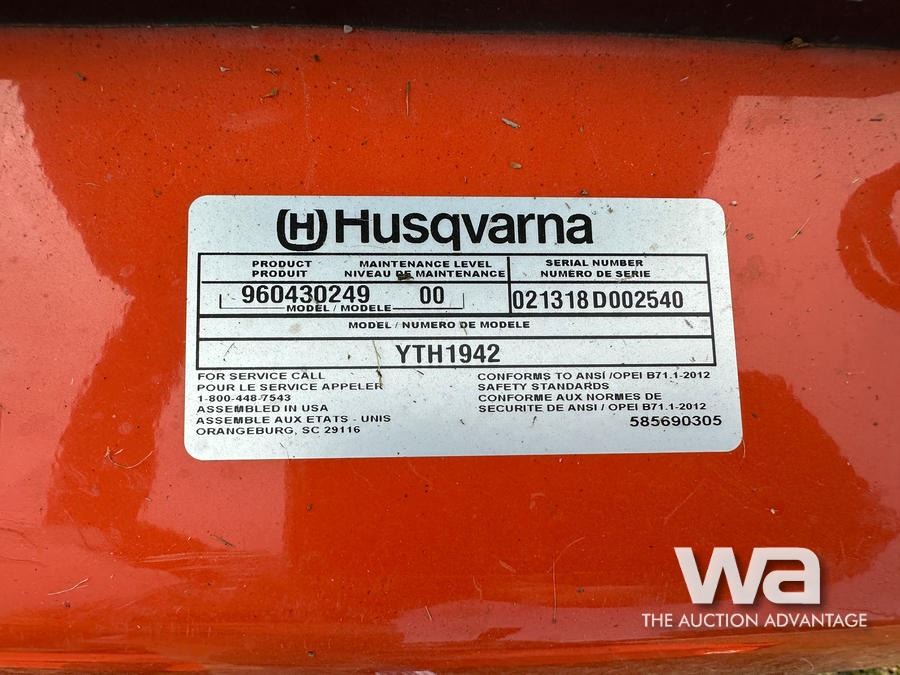 Husqvarna
PRODUCT MAINTENANCE LEVEL SERIAL NUMBER
PRODUIT NIVEAU DE MAINTENANCE NUMÉRO DE SERIE
960430249 00 021318D002540
MODEL / MODELE
MODEL / NUMERO DE MODELE
YTH1942
FOR SERVICE CALL
POUR LE SERVICE APPELER
1-800-448-7543
ASSEMBLED IN USA
ASSEMBLE AUX ETATS - UNIS
ORANGEBURG, SC 29116
CONFORMS TO ANSI /OPEI B71.1-2012
SAFETY STANDARDS
CONFORME AUX NORMES DE
SECURITE DE ANSI / OPEI B71.1-2012
585690305
wa
THE AUCTION ADVANTAGE